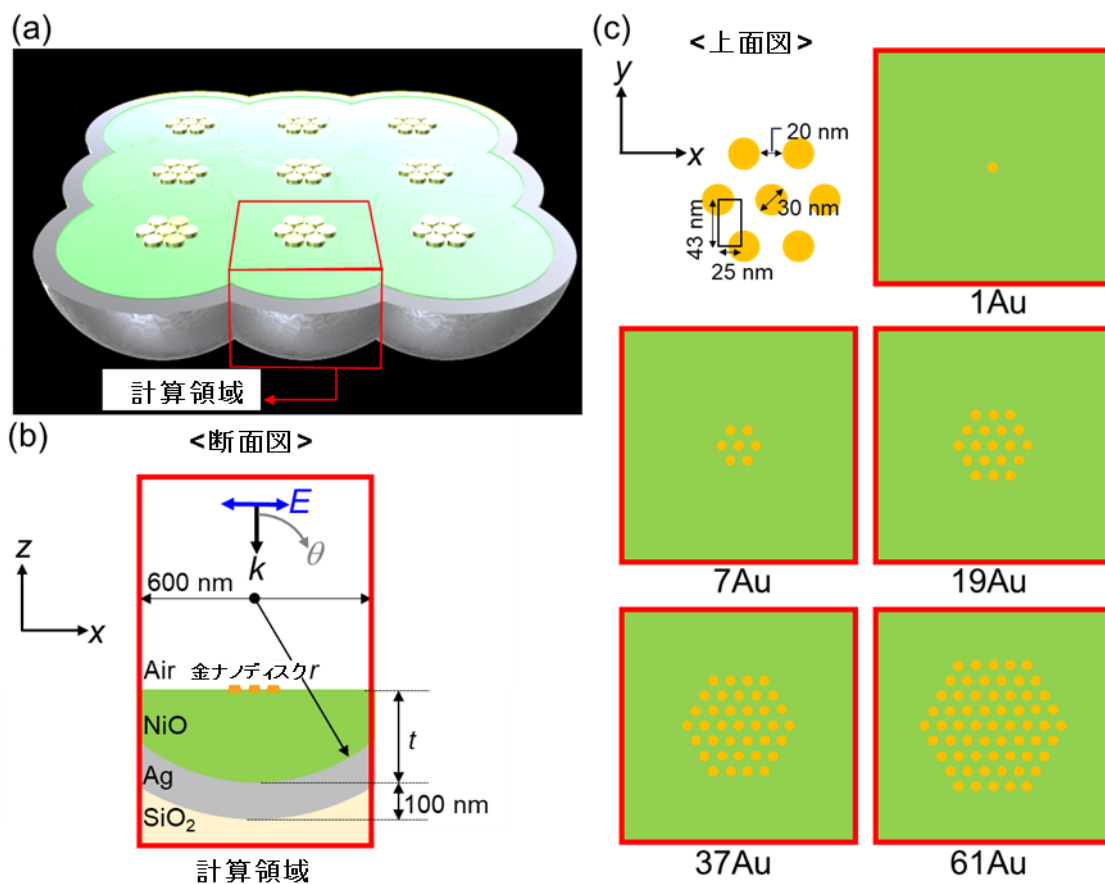 (a)
計算領域
(b)
<断面図>
E
θ
k
600 nm
z
x
Air
金ナノディスク
r
NiO
t
Ag
100 nm
SiO₂
計算領域
(c)
<上面図>
y
x
20 nm
30 nm
43 nm
25 nm
1Au
7Au
19Au
37Au
61Au